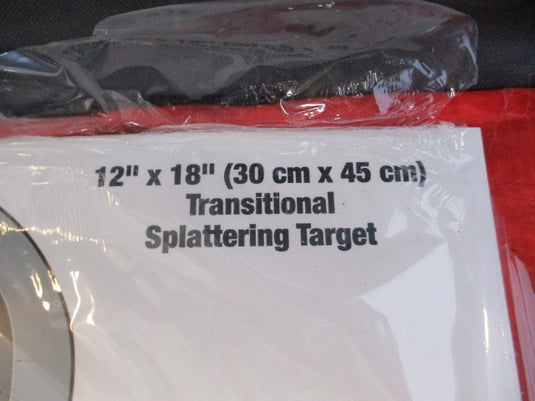 12" x 18" (30 cm x 45 cm)
Transitional
Splattering Target